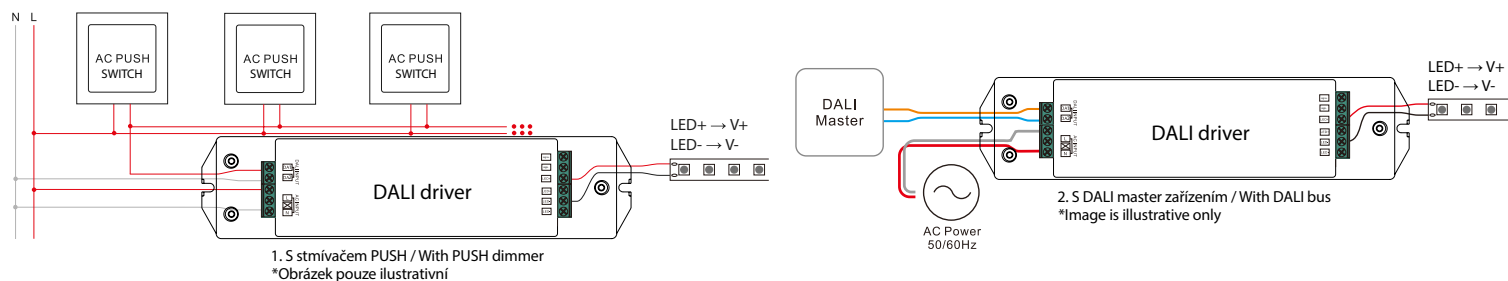 N L
AC PUSH
SWITCH
AC PUSH
SWITCH
AC PUSH
SWITCH
DALI driver
LED+ → V+
LED- → V-
1. S stmívačem PUSH / With PUSH dimmer
*Obrázek pouze ilustrativní
DALI
Master
AC Power
50/60Hz
DALI driver
LED+ → V+
LED- → V-
2. S DALI master zařízením / With DALI bus
*Image is illustrative only